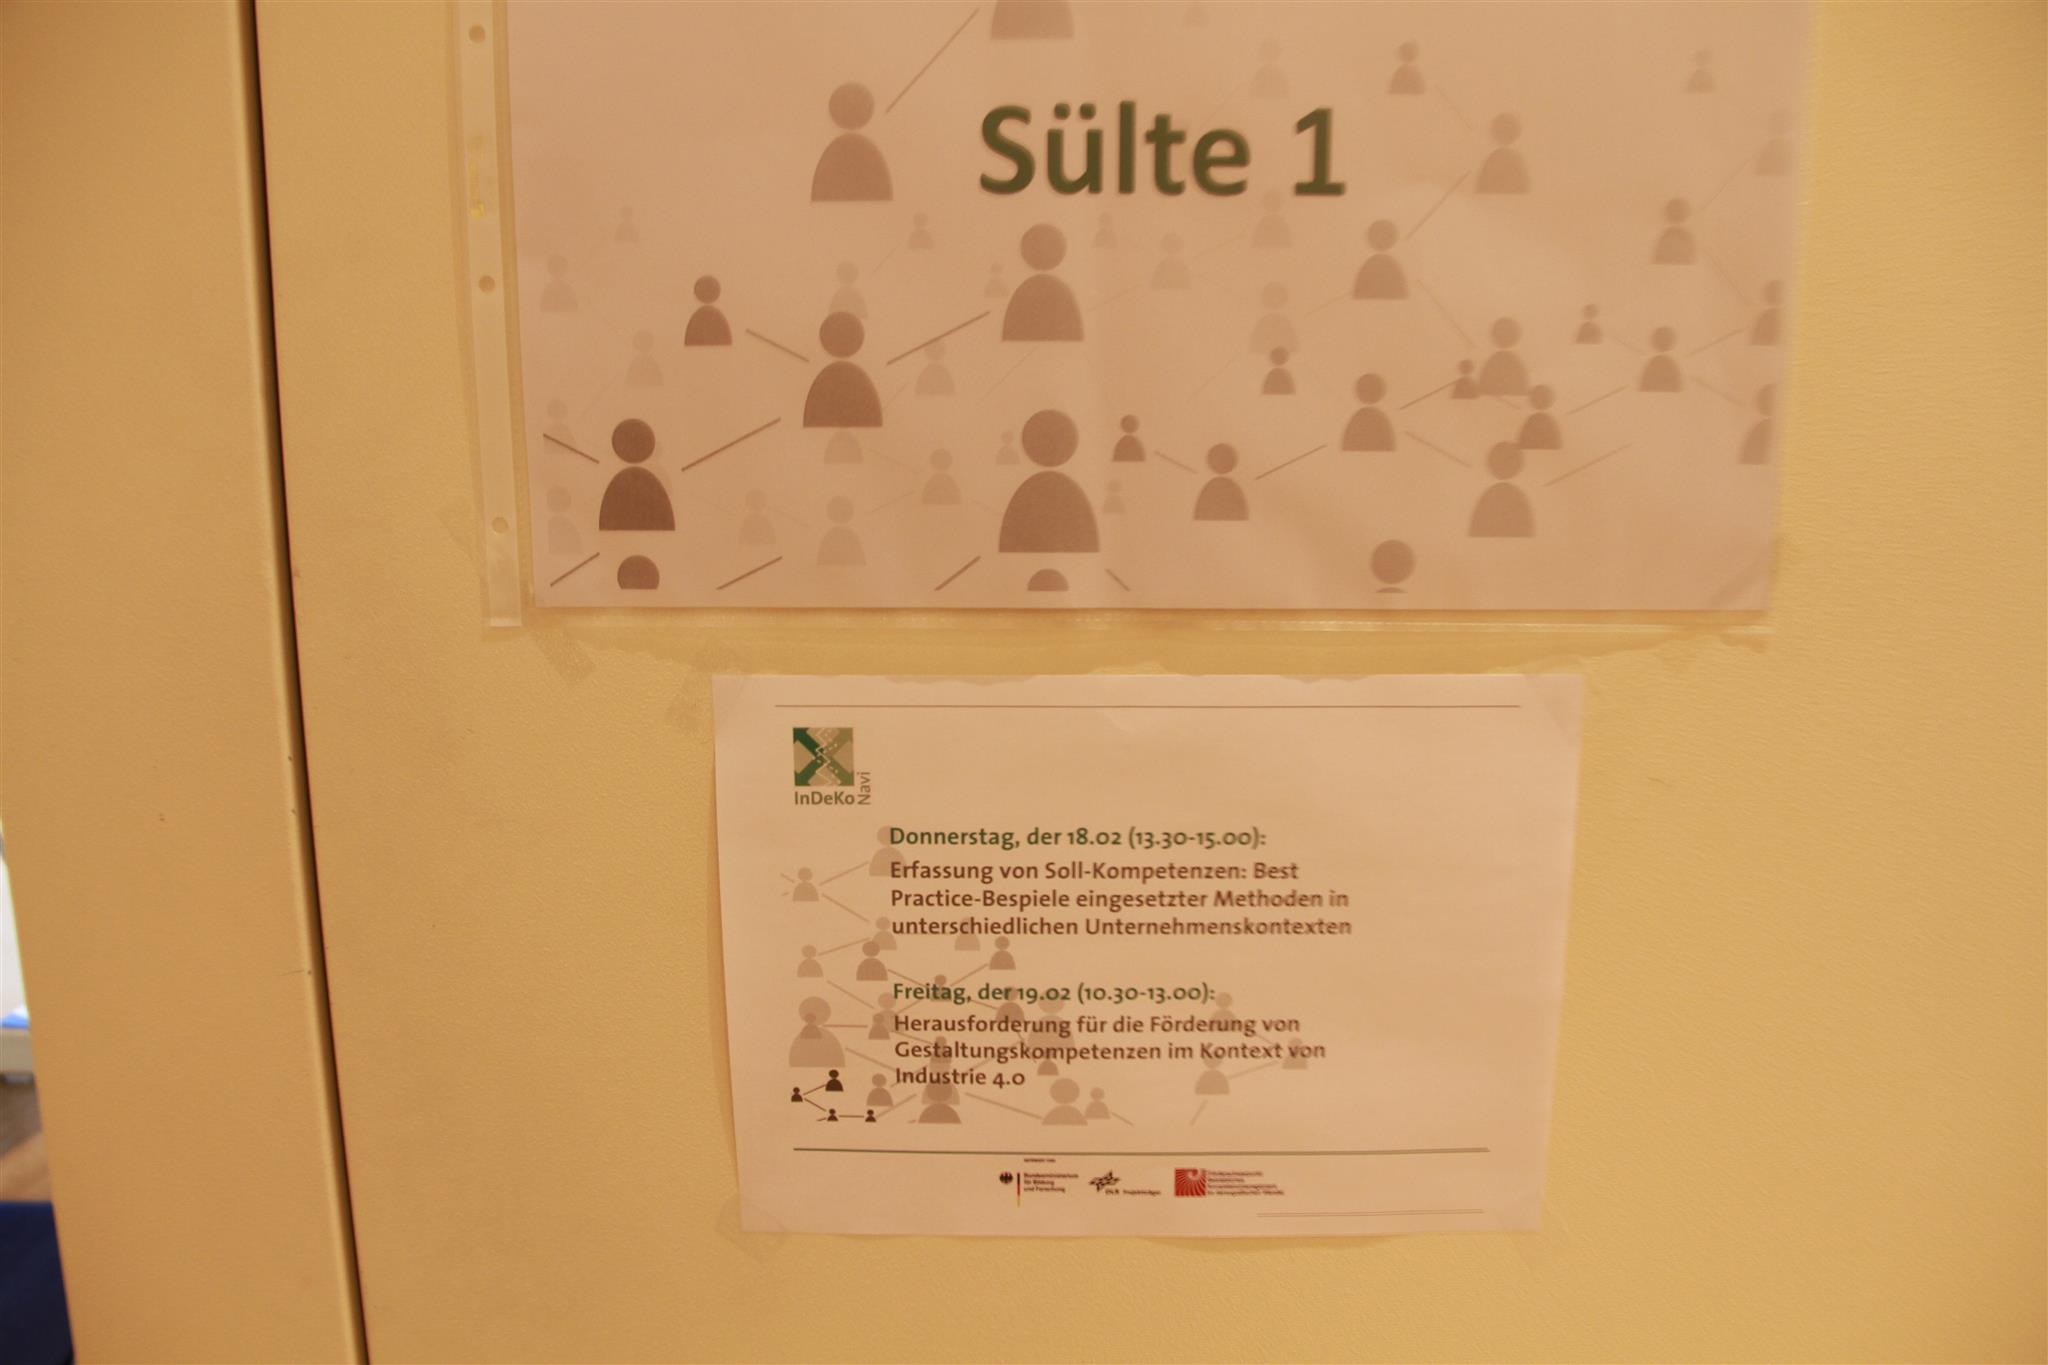 Sülte 1
InDeKo
Navi
Donnerstag, der 18.02 (13.30-15.00):
Erfassung von Soll-Kompetenzen: Best
Practice-Bespiele eingesetzter Methoden in
unterschiedlichen Unternehmenskontexten
Freitag, der 19.02 (10.30-13.00):
Herausforderung für die Förderung von
Gestaltungskompetenzen im Kontext von
Industrie 4.0
Bundesministerium
für Bildung
und Forschung
DLR Projektträger